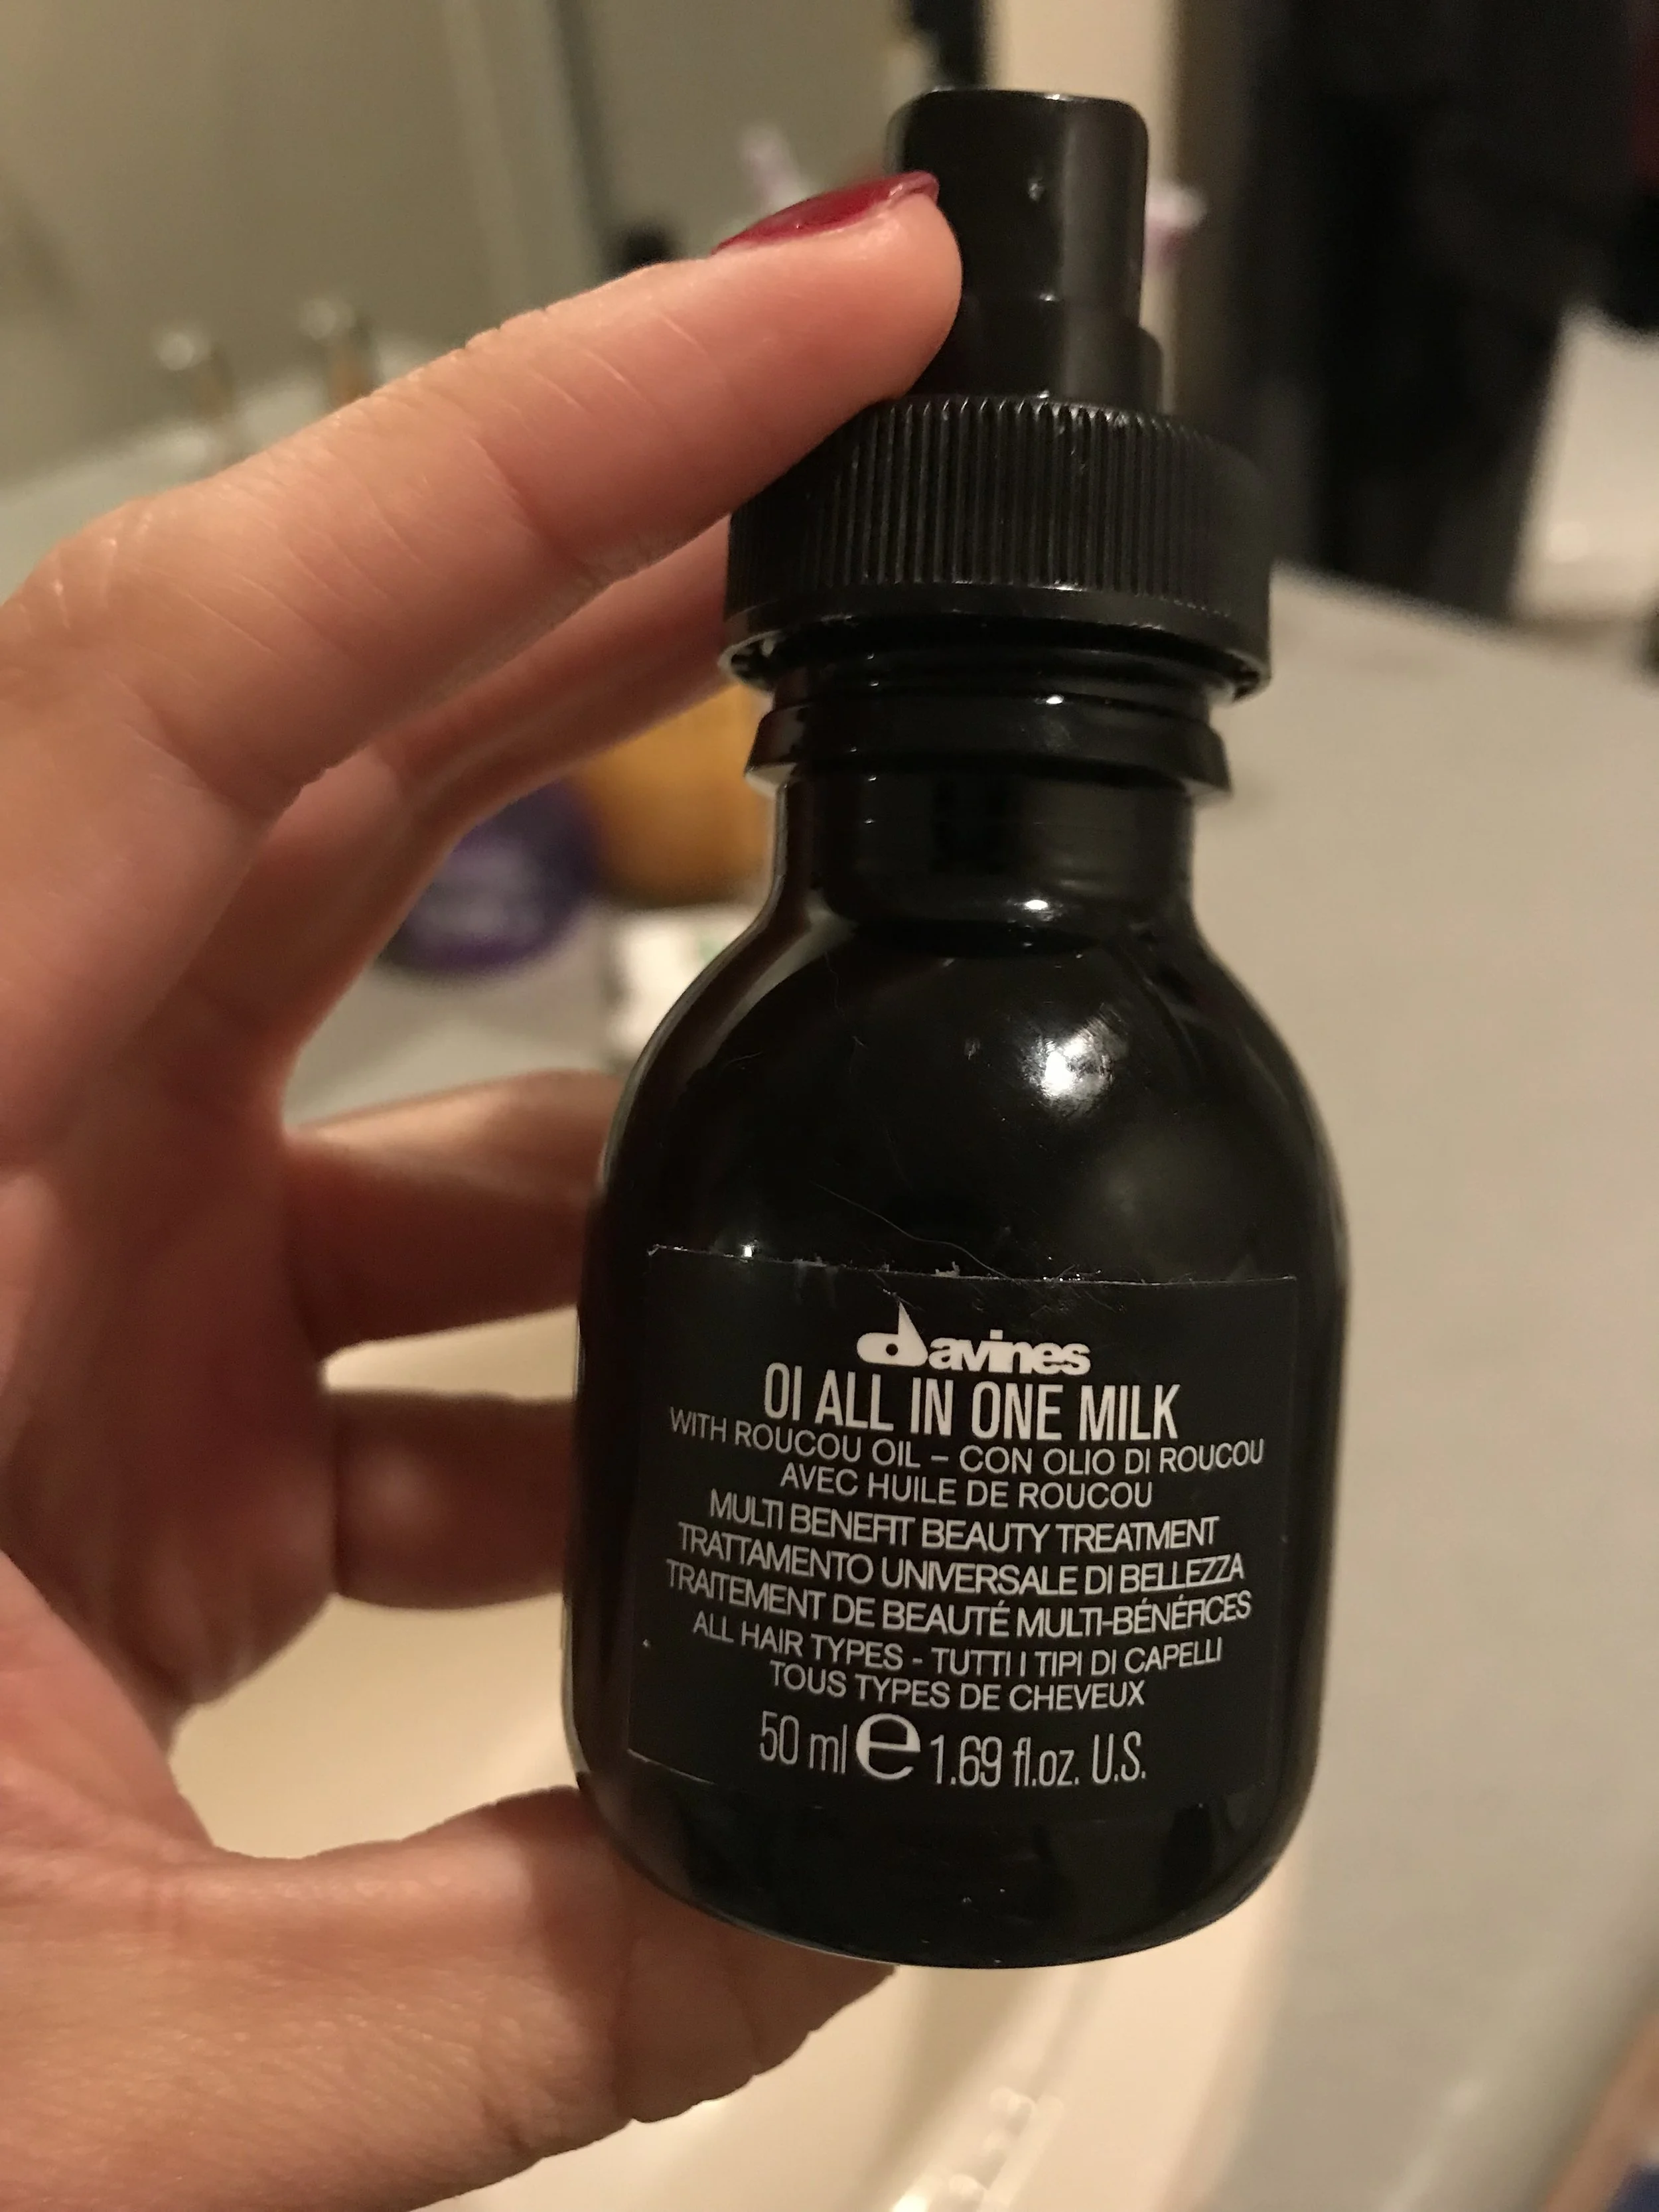 davines
OI ALL IN ONE MILK
WITH ROUCOU OIL – CON OLIO DI ROUCOU
AVEC HUILE DE ROUCOU
MULTI BENEFIT BEAUTY TREATMENT
TRATTAMENTO UNIVERSALE DI BELLEZZA
TRAITEMENT DE BEAUTÉ MULTI-BÉNÉFICES
ALL HAIR TYPES - TUTTI I TIPI DI CAPELLI
TOUS TYPES DE CHEVEUX
50 ml e 1.69 fl.oz. U.S.